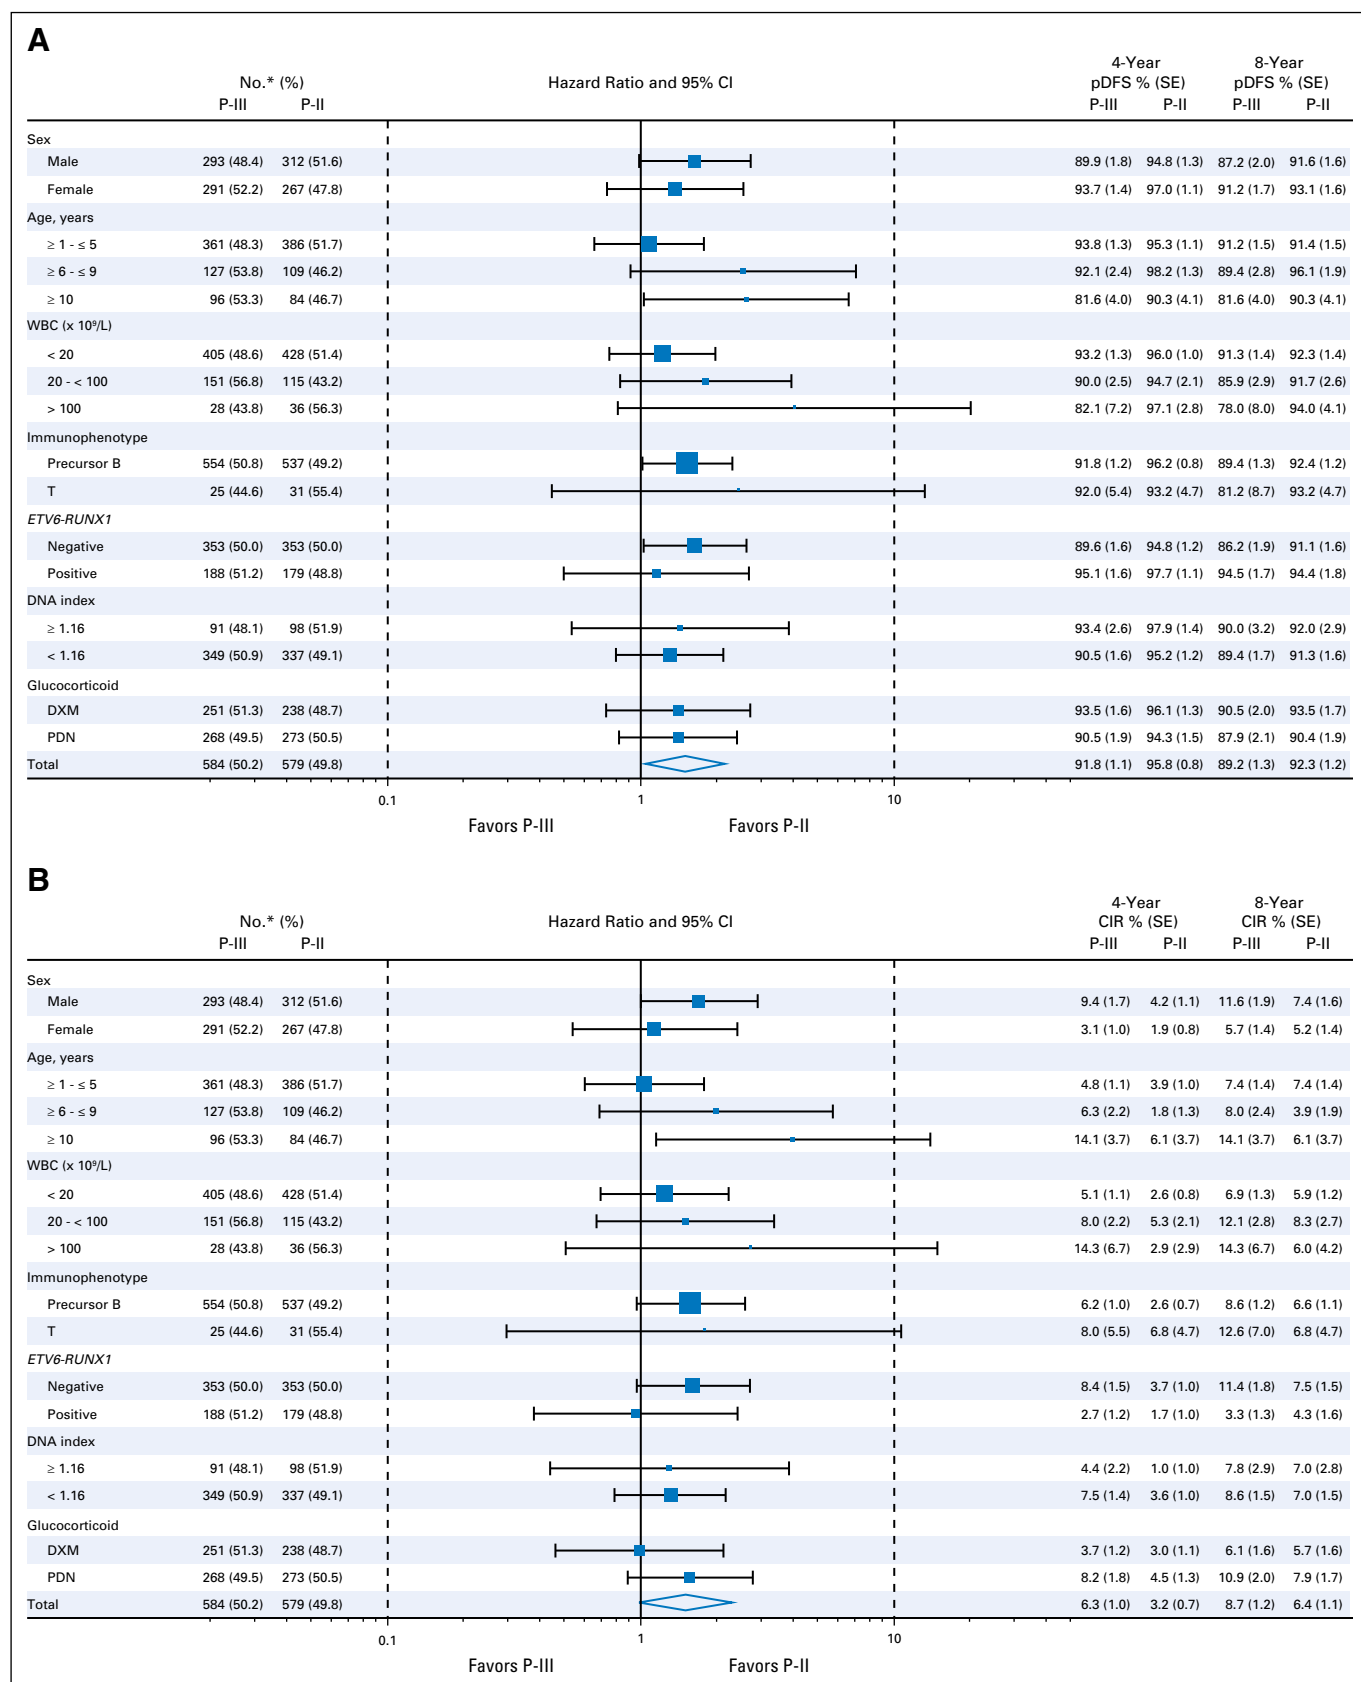 A
4-Year 8-Year
No.* (%) Hazard Ratio and 95% CI pDFS % (SE) pDFS % (SE)
P-III P-II P-III P-II P-III P-II
Sex
Male 293 (48.4) 312 (51.6) 89.9 (1.8) 94.8 (1.3) 87.2 (2.0) 91.6 (1.6)
Female 291 (52.2) 267 (47.8) 93.7 (1.4) 97.0 (1.1) 91.2 (1.7) 93.1 (1.6)
Age, years
≥ 1 - ≤ 5 361 (48.3) 386 (51.7) 93.8 (1.3) 95.3 (1.1) 91.2 (1.5) 91.4 (1.5)
≥ 6 - ≤ 9 127 (53.8) 109 (46.2) 92.1 (2.4) 98.2 (1.3) 89.4 (2.8) 96.1 (1.9)
≥ 10 96 (53.3) 84 (46.7) 81.6 (4.0) 90.3 (4.1) 81.6 (4.0) 90.3 (4.1)
WBC (x 10⁹/L)
< 20 405 (48.6) 428 (51.4) 93.2 (1.3) 96.0 (1.0) 91.3 (1.4) 92.3 (1.4)
20 - < 100 151 (56.8) 115 (43.2) 90.0 (2.5) 94.7 (2.1) 85.9 (2.9) 91.7 (2.6)
> 100 28 (43.8) 36 (56.3) 82.1 (7.2) 97.1 (2.8) 78.0 (8.0) 94.0 (4.1)
Immunophenotype
Precursor B 554 (50.8) 537 (49.2) 91.8 (1.2) 96.2 (0.8) 89.4 (1.3) 92.4 (1.2)
T 25 (44.6) 31 (55.4) 92.0 (5.4) 93.2 (4.7) 81.2 (8.7) 93.2 (4.7)
ETV6-RUNX1
Negative 353 (50.0) 353 (50.0) 89.6 (1.6) 94.8 (1.2) 86.2 (1.9) 91.1 (1.6)
Positive 188 (51.2) 179 (48.8) 95.1 (1.6) 97.7 (1.1) 94.5 (1.7) 94.4 (1.8)
DNA index
≥ 1.16 91 (48.1) 98 (51.9) 93.4 (2.6) 97.9 (1.4) 90.0 (3.2) 92.0 (2.9)
< 1.16 349 (50.9) 337 (49.1) 90.5 (1.6) 95.2 (1.2) 89.4 (1.7) 91.3 (1.6)
Glucocorticoid
DXM 251 (51.3) 238 (48.7) 93.5 (1.6) 96.1 (1.3) 90.5 (2.0) 93.5 (1.7)
PDN 268 (49.5) 273 (50.5) 90.5 (1.9) 94.3 (1.5) 87.9 (2.1) 90.4 (1.9)
Total 584 (50.2) 579 (49.8) 91.8 (1.1) 95.8 (0.8) 89.2 (1.3) 92.3 (1.2)
0.1 1 10
Favors P-III Favors P-II
B
4-Year 8-Year
No.* (%) Hazard Ratio and 95% CI CIR % (SE) CIR % (SE)
P-III P-II P-III P-II P-III P-II
Sex
Male 293 (48.4) 312 (51.6) 9.4 (1.7) 4.2 (1.1) 11.6 (1.9) 7.4 (1.6)
Female 291 (52.2) 267 (47.8) 3.1 (1.0) 1.9 (0.8) 5.7 (1.4) 5.2 (1.4)
Age, years
≥ 1 - ≤ 5 361 (48.3) 386 (51.7) 4.8 (1.1) 3.9 (1.0) 7.4 (1.4) 7.4 (1.4)
≥ 6 - ≤ 9 127 (53.8) 109 (46.2) 6.3 (2.2) 1.8 (1.3) 8.0 (2.4) 3.9 (1.9)
≥ 10 96 (53.3) 84 (46.7) 14.1 (3.7) 6.1 (3.7) 14.1 (3.7) 6.1 (3.7)
WBC (x 10⁹/L)
< 20 405 (48.6) 428 (51.4) 5.1 (1.1) 2.6 (0.8) 6.9 (1.3) 5.9 (1.2)
20 - < 100 151 (56.8) 115 (43.2) 8.0 (2.2) 5.3 (2.1) 12.1 (2.8) 8.3 (2.7)
> 100 28 (43.8) 36 (56.3) 14.3 (6.7) 2.9 (2.9) 14.3 (6.7) 6.0 (4.2)
Immunophenotype
Precursor B 554 (50.8) 537 (49.2) 6.2 (1.0) 2.6 (0.7) 8.6 (1.2) 6.6 (1.1)
T 25 (44.6) 31 (55.4) 8.0 (5.5) 6.8 (4.7) 12.6 (7.0) 6.8 (4.7)
ETV6-RUNX1
Negative 353 (50.0) 353 (50.0) 8.4 (1.5) 3.7 (1.0) 11.4 (1.8) 7.5 (1.5)
Positive 188 (51.2) 179 (48.8) 2.7 (1.2) 1.7 (1.0) 3.3 (1.3) 4.3 (1.6)
DNA index
≥ 1.16 91 (48.1) 98 (51.9) 4.4 (2.2) 1.0 (1.0) 7.8 (2.9) 7.0 (2.8)
< 1.16 349 (50.9) 337 (49.1) 7.5 (1.4) 3.6 (1.0) 8.6 (1.5) 7.0 (1.5)
Glucocorticoid
DXM 251 (51.3) 238 (48.7) 3.7 (1.2) 3.0 (1.1) 6.1 (1.6) 5.7 (1.6)
PDN 268 (49.5) 273 (50.5) 8.2 (1.8) 4.5 (1.3) 10.9 (2.0) 7.9 (1.7)
Total 584 (50.2) 579 (49.8) 6.3 (1.0) 3.2 (0.7) 8.7 (1.2) 6.4 (1.1)
0.1 1 10
Favors P-III Favors P-II